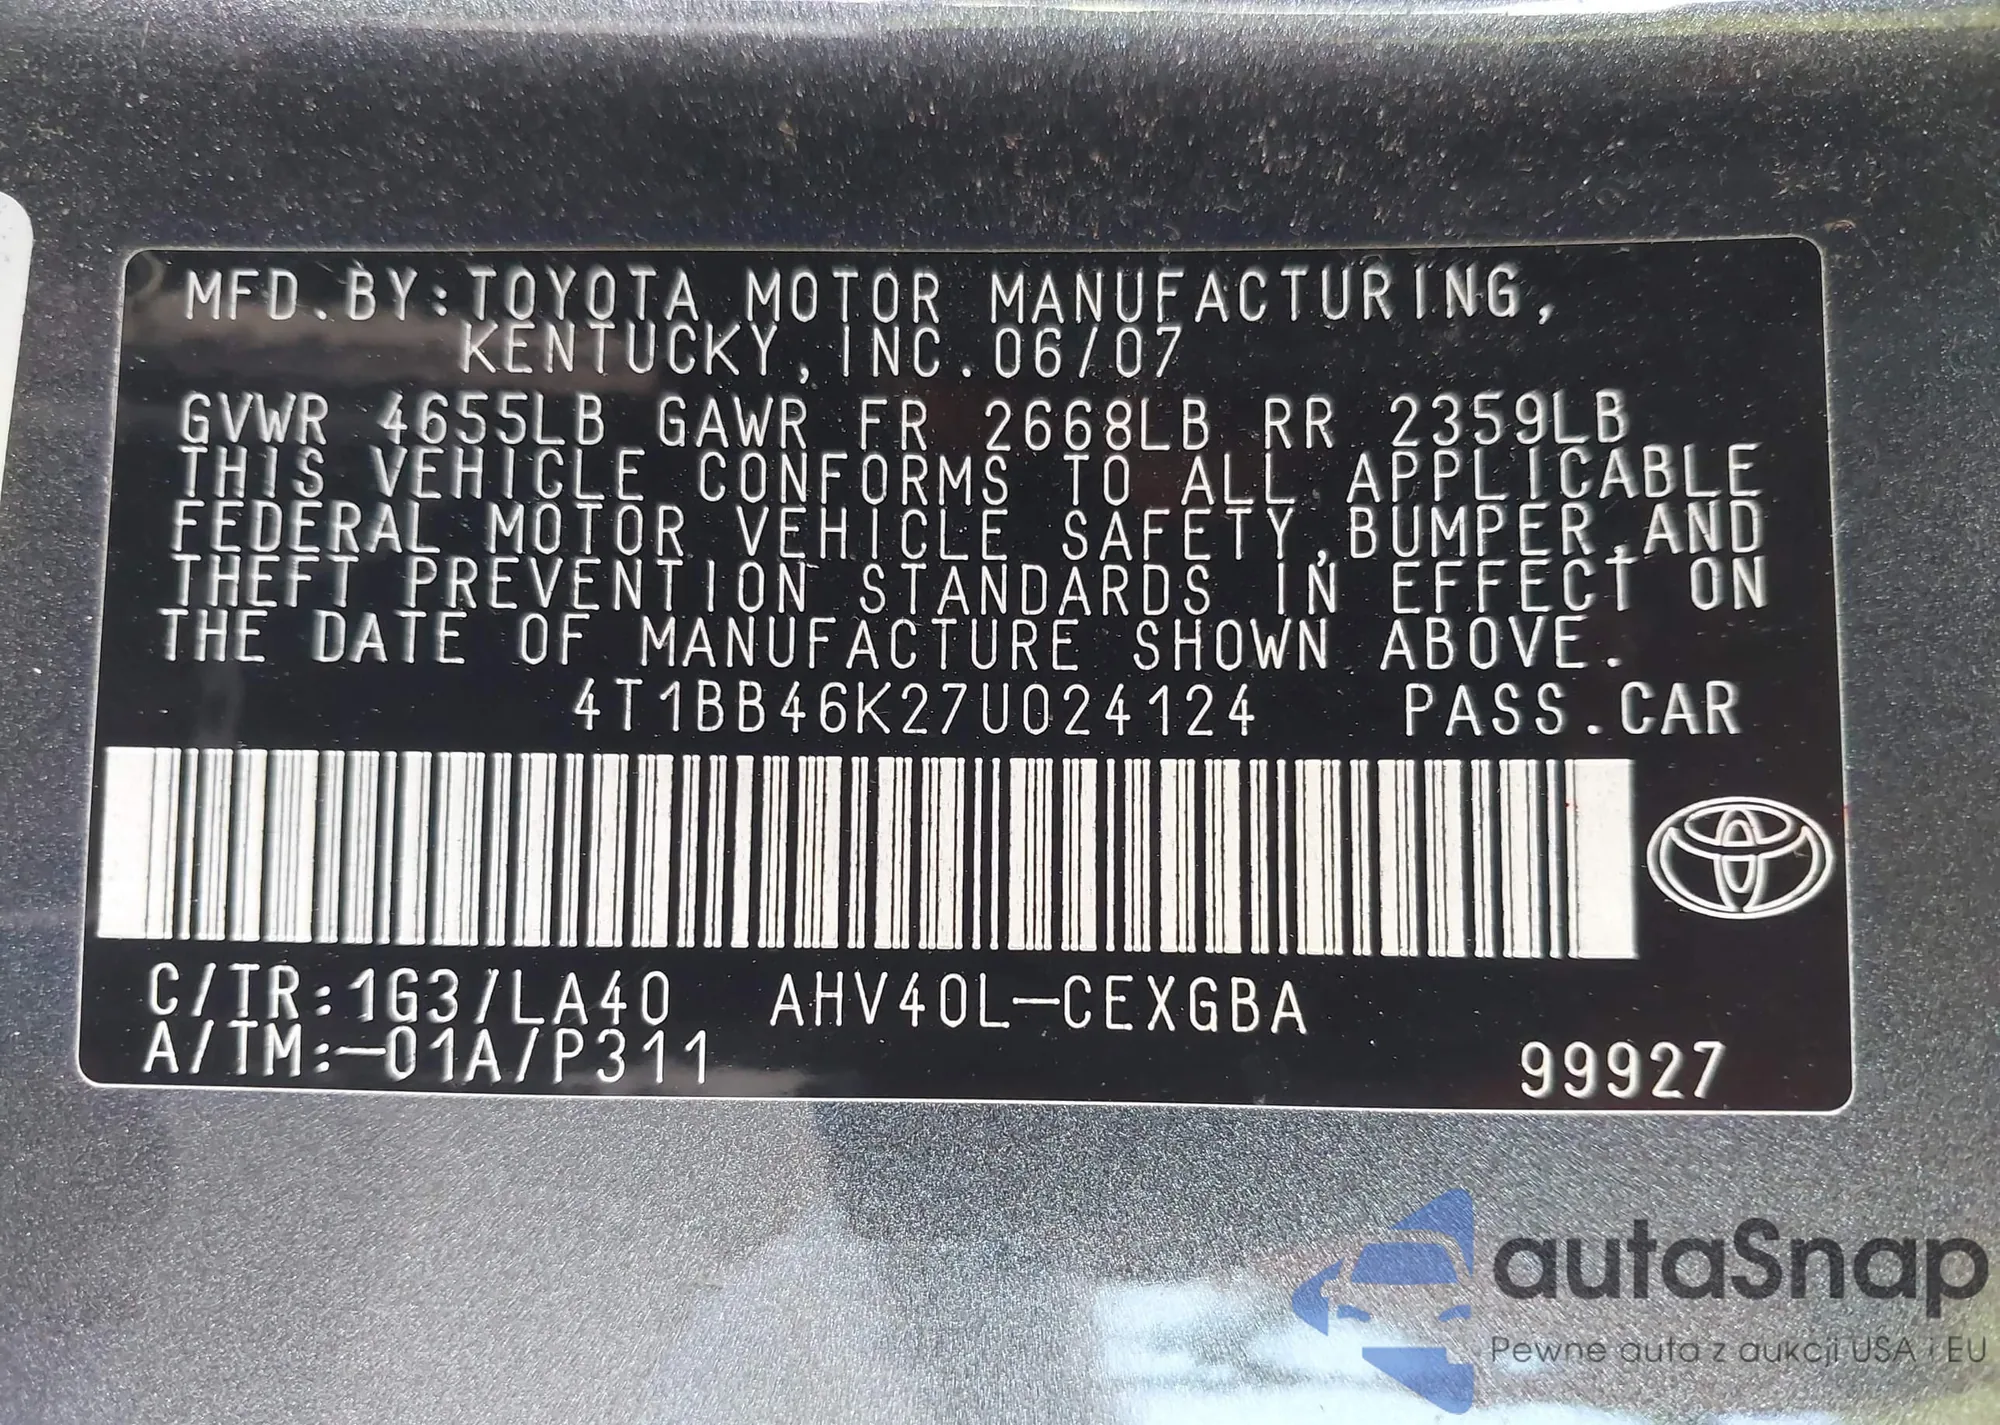 MFD.BY:TOYOTA MOTOR MANUFACTURING,
KENTUCKY,INC.06/07
GVWR 4655LB GAWR FR 2668LB RR 2359LB
THIS VEHICLE CONFORMS TO ALL APPLICABLE
FEDERAL MOTOR VEHICLE SAFETY,BUMPER,AND
THEFT PREVENTION STANDARDS IN EFFECT ON
THE DATE OF MANUFACTURE SHOWN ABOVE.
4T1BB46K27U024124 PASS.CAR
C/TR:1G3/LA40 AHV40L-CEXGBA
A/TM:-01A/P311 99927
autaSnap
Pewne auta z aukcji USA i EU